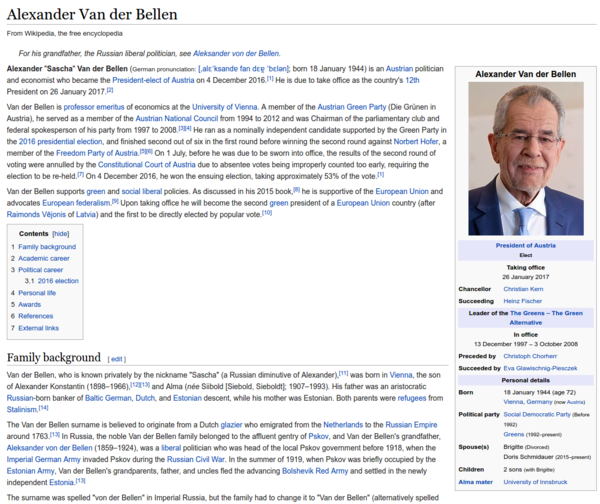 Alexander Van der Bellen
From Wikipedia, the free encyclopedia
For his grandfather, the Russian liberal politician, see Aleksander von der Bellen.
Alexander "Sascha" Van der Bellen (German pronunciation: [ˌalɛˈksandɐ fan dɛɐ̯ ˈbɛlən]; born 18 January 1944) is an Austrian politician
and economist who became the President-elect of Austria on 4 December 2016.[1] He is due to take office as the country's 12th
President on 26 January 2017.[2]
Van der Bellen is professor emeritus of economics at the University of Vienna. A member of the Austrian Green Party (Die Grünen in
Austria), he served as a member of the Austrian National Council from 1994 to 2012 and was Chairman of the parliamentary club and
federal spokesperson of his party from 1997 to 2008.[3][4] He ran as a nominally independent candidate supported by the Green Party in
the 2016 presidential election, and finished second out of six in the first round before winning the second round against Norbert Hofer, a
member of the Freedom Party of Austria.[5][6] On 1 July, before he was due to be sworn into office, the results of the second round of
voting were annulled by the Constitutional Court of Austria due to absentee votes being improperly counted too early, requiring the
election to be re-held.[7] On 4 December 2016, he won the ensuing election, taking approximately 53% of the vote.[1]
Van der Bellen supports green and social liberal policies. As discussed in his 2015 book,[8] he is supportive of the European Union and
advocates European federalism.[9] Upon taking office he will become the second green president of a European Union country (after
Raimonds Vējonis of Latvia) and the first to be directly elected by popular vote.[10]
Contents [hide]
1 Family background
2 Academic career
3 Political career
3.1 2016 election
4 Personal life
5 Awards
6 References
7 External links
Family background [ edit ]
Van der Bellen, who is known privately by the nickname "Sascha" (a Russian diminutive of Alexander),[11] was born in Vienna, the son
of Alexander Konstantin (1898–1966),[12][13] and Alma (née Siibold [Siebold, Sieboldt]; 1907–1993). His father was an aristocratic
Russian-born banker of Baltic German, Dutch, and Estonian descent, while his mother was Estonian. Both parents were refugees from
Stalinism.[14]
The Van der Bellen surname is believed to originate from a Dutch glazier who emigrated from the Netherlands to the Russian Empire
around 1763.[13] In Russia, the noble Van der Bellen family belonged to the affluent gentry of Pskov, and Van der Bellen's grandfather,
Aleksander von der Bellen (1859–1924), was a liberal politician who was head of the local Pskov government before 1918, when the
Imperial German Army invaded Pskov during the Russian Civil War. In the summer of 1919, when Pskov was briefly occupied by the
Estonian Army, Van der Bellen's grandparents, father, and uncles fled the advancing Bolshevik Red Army and settled in the newly
independent Estonia.[13]
The surname was spelled "von der Bellen" in Imperial Russia, but the family had to change it to "Van der Bellen" (alternatively spelled
Alexander Van der Bellen
President of Austria
Elect
Taking office
26 January 2017
Chancellor Christian Kern
Succeeding Heinz Fischer
Leader of the The Greens – The Green
Alternative
In office
13 December 1997 – 3 October 2008
Preceded by Christoph Chorherr
Succeeded by Eva Glawischnig-Piesczek
Personal details
Born 18 January 1944 (age 72)
Vienna, Germany (now Austria)
Political party Social Democratic Party (Before
1992)
Greens (1992–present)
Spouse(s) Brigitte (Divorced)
Doris Schmidauer (2015–present)
Children 2 sons (with Brigitte)
Alma mater University of Innsbruck